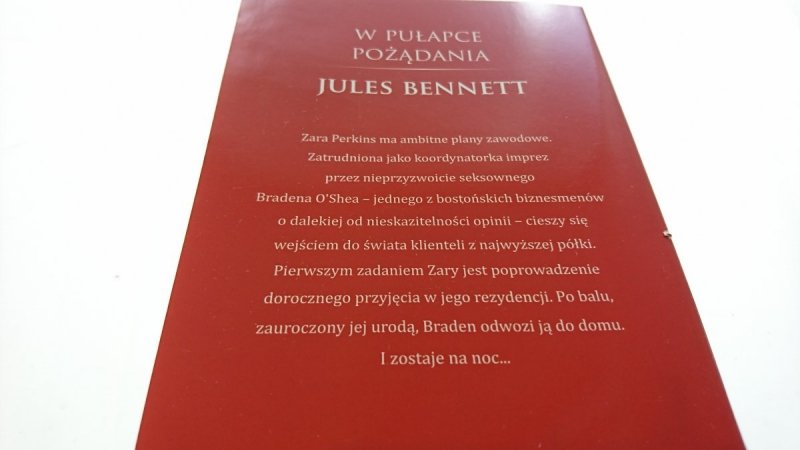 W PUŁAPCE
POŻĄDANIA
JULES BENNETT
Zara Perkins ma ambitne plany zawodowe.
Zatrudniona jako koordynatorka imprez
przez nieprzyzwoicie seksownego
Bradena O'Shea – jednego z bostońskich biznesmenów
o dalekiej od nieskazitelności opinii – cieszy się
wejściem do świata klienteli z najwyższej półki.
Pierwszym zadaniem Zary jest poprowadzenie
dorocznego przyjęcia w jego rezydencji. Po balu,
zauroczony jej urodą, Braden odwozi ją do domu.
I zostaje na noc...